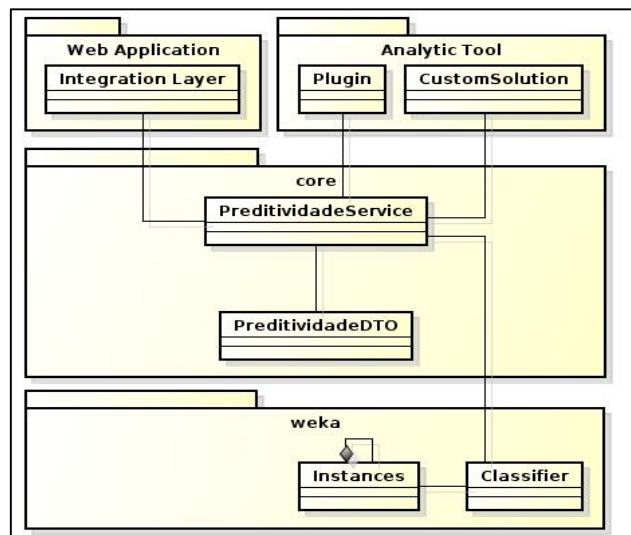 Web Application
Integration Layer
Analytic Tool
Plugin
CustomSolution
core
PreditividadeService
PreditividadeDTO
weka
Instances
Classifier